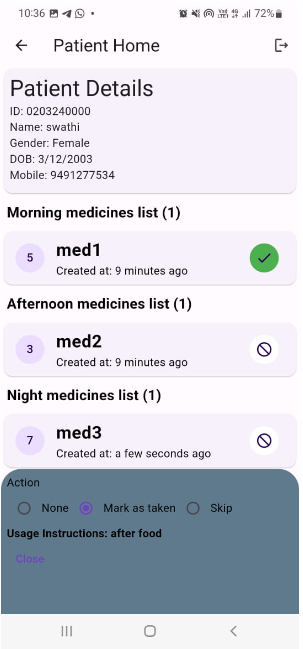 10:36 72%
Patient Home
Patient Details
ID: 0203240000
Name: swathi
Gender: Female
DOB: 3/12/2003
Mobile: 9491277534
Morning medicines list (1)
5 med1
Created at: 9 minutes ago
Afternoon medicines list (1)
3 med2
Created at: 9 minutes ago
Night medicines list (1)
7 med3
Created at: a few seconds ago
Action
None Mark as taken Skip
Usage Instructions: after food
Close